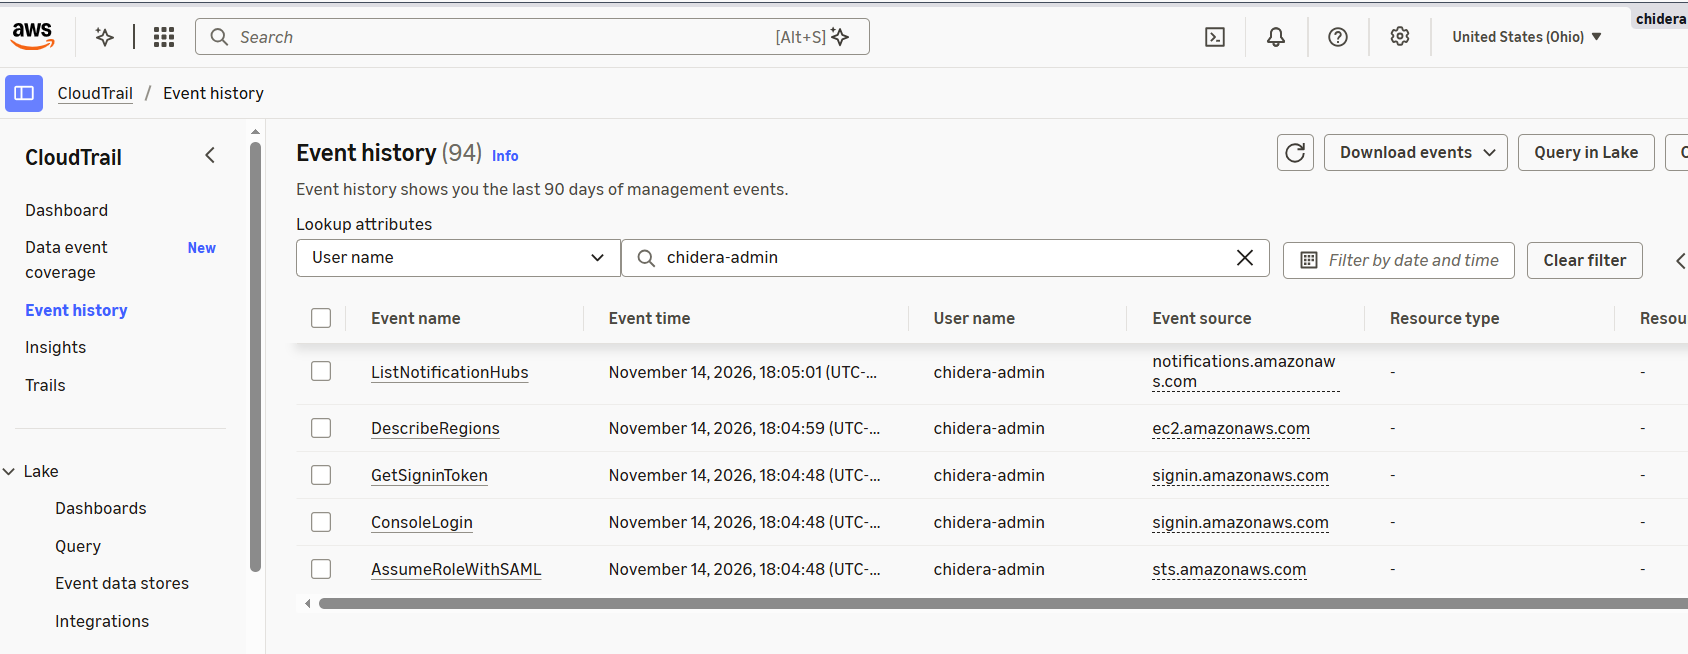 chidera
aws
Search [Alt+S]
United States (Ohio)
CloudTrail / Event history
CloudTrail
Dashboard
Data event
coverage
New
Event history
Insights
Trails
Lake
Dashboards
Query
Event data stores
Integrations
Event history (94) Info
Download events
Query in Lake
Event history shows you the last 90 days of management events.
Lookup attributes
User name
chidera-admin
Filter by date and time
Clear filter
Event name Event time User name Event source Resource type Resou
ListNotificationHubs November 14, 2026, 18:05:01 (UTC-... chidera-admin notifications.amazonaw
s.com - -
DescribeRegions November 14, 2026, 18:04:59 (UTC-... chidera-admin ec2.amazonaws.com - -
GetSigninToken November 14, 2026, 18:04:48 (UTC-... chidera-admin signin.amazonaws.com - -
ConsoleLogin November 14, 2026, 18:04:48 (UTC-... chidera-admin signin.amazonaws.com - -
AssumeRoleWithSAML November 14, 2026, 18:04:48 (UTC-... chidera-admin sts.amazonaws.com - -